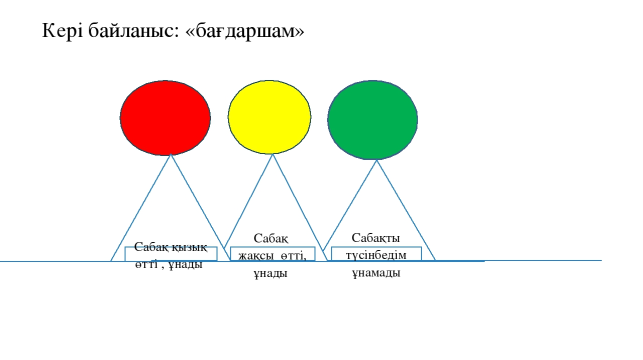 Кері байланыс: «бағдаршам»
Сабақ қызық
өтті , ұнады
Сабақ
жақсы өтті,
ұнады
Сабақты
түсінбедім
ұнамады